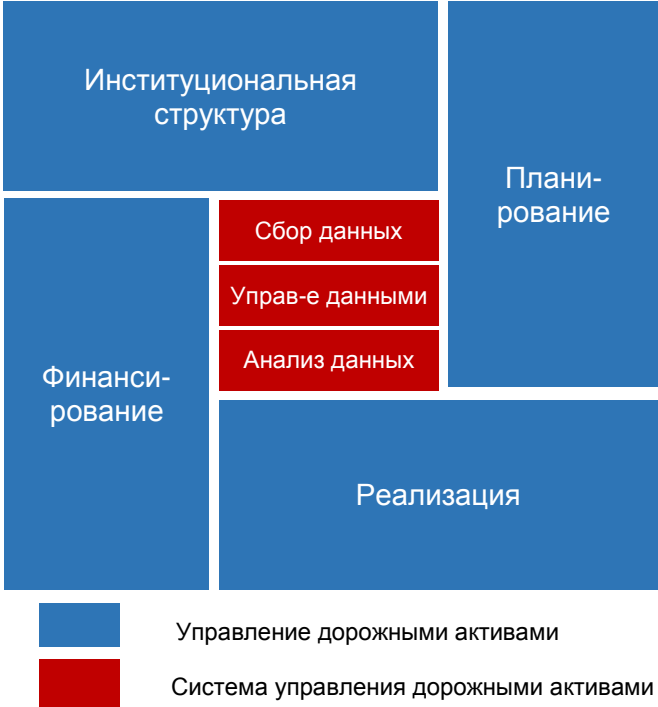 Институциональная
структура
Плани-
рование
Сбор данных
Управ-е данными
Анализ данных
Финанси-
рование
Реализация
Управление дорожными активами
Система управления дорожными активами